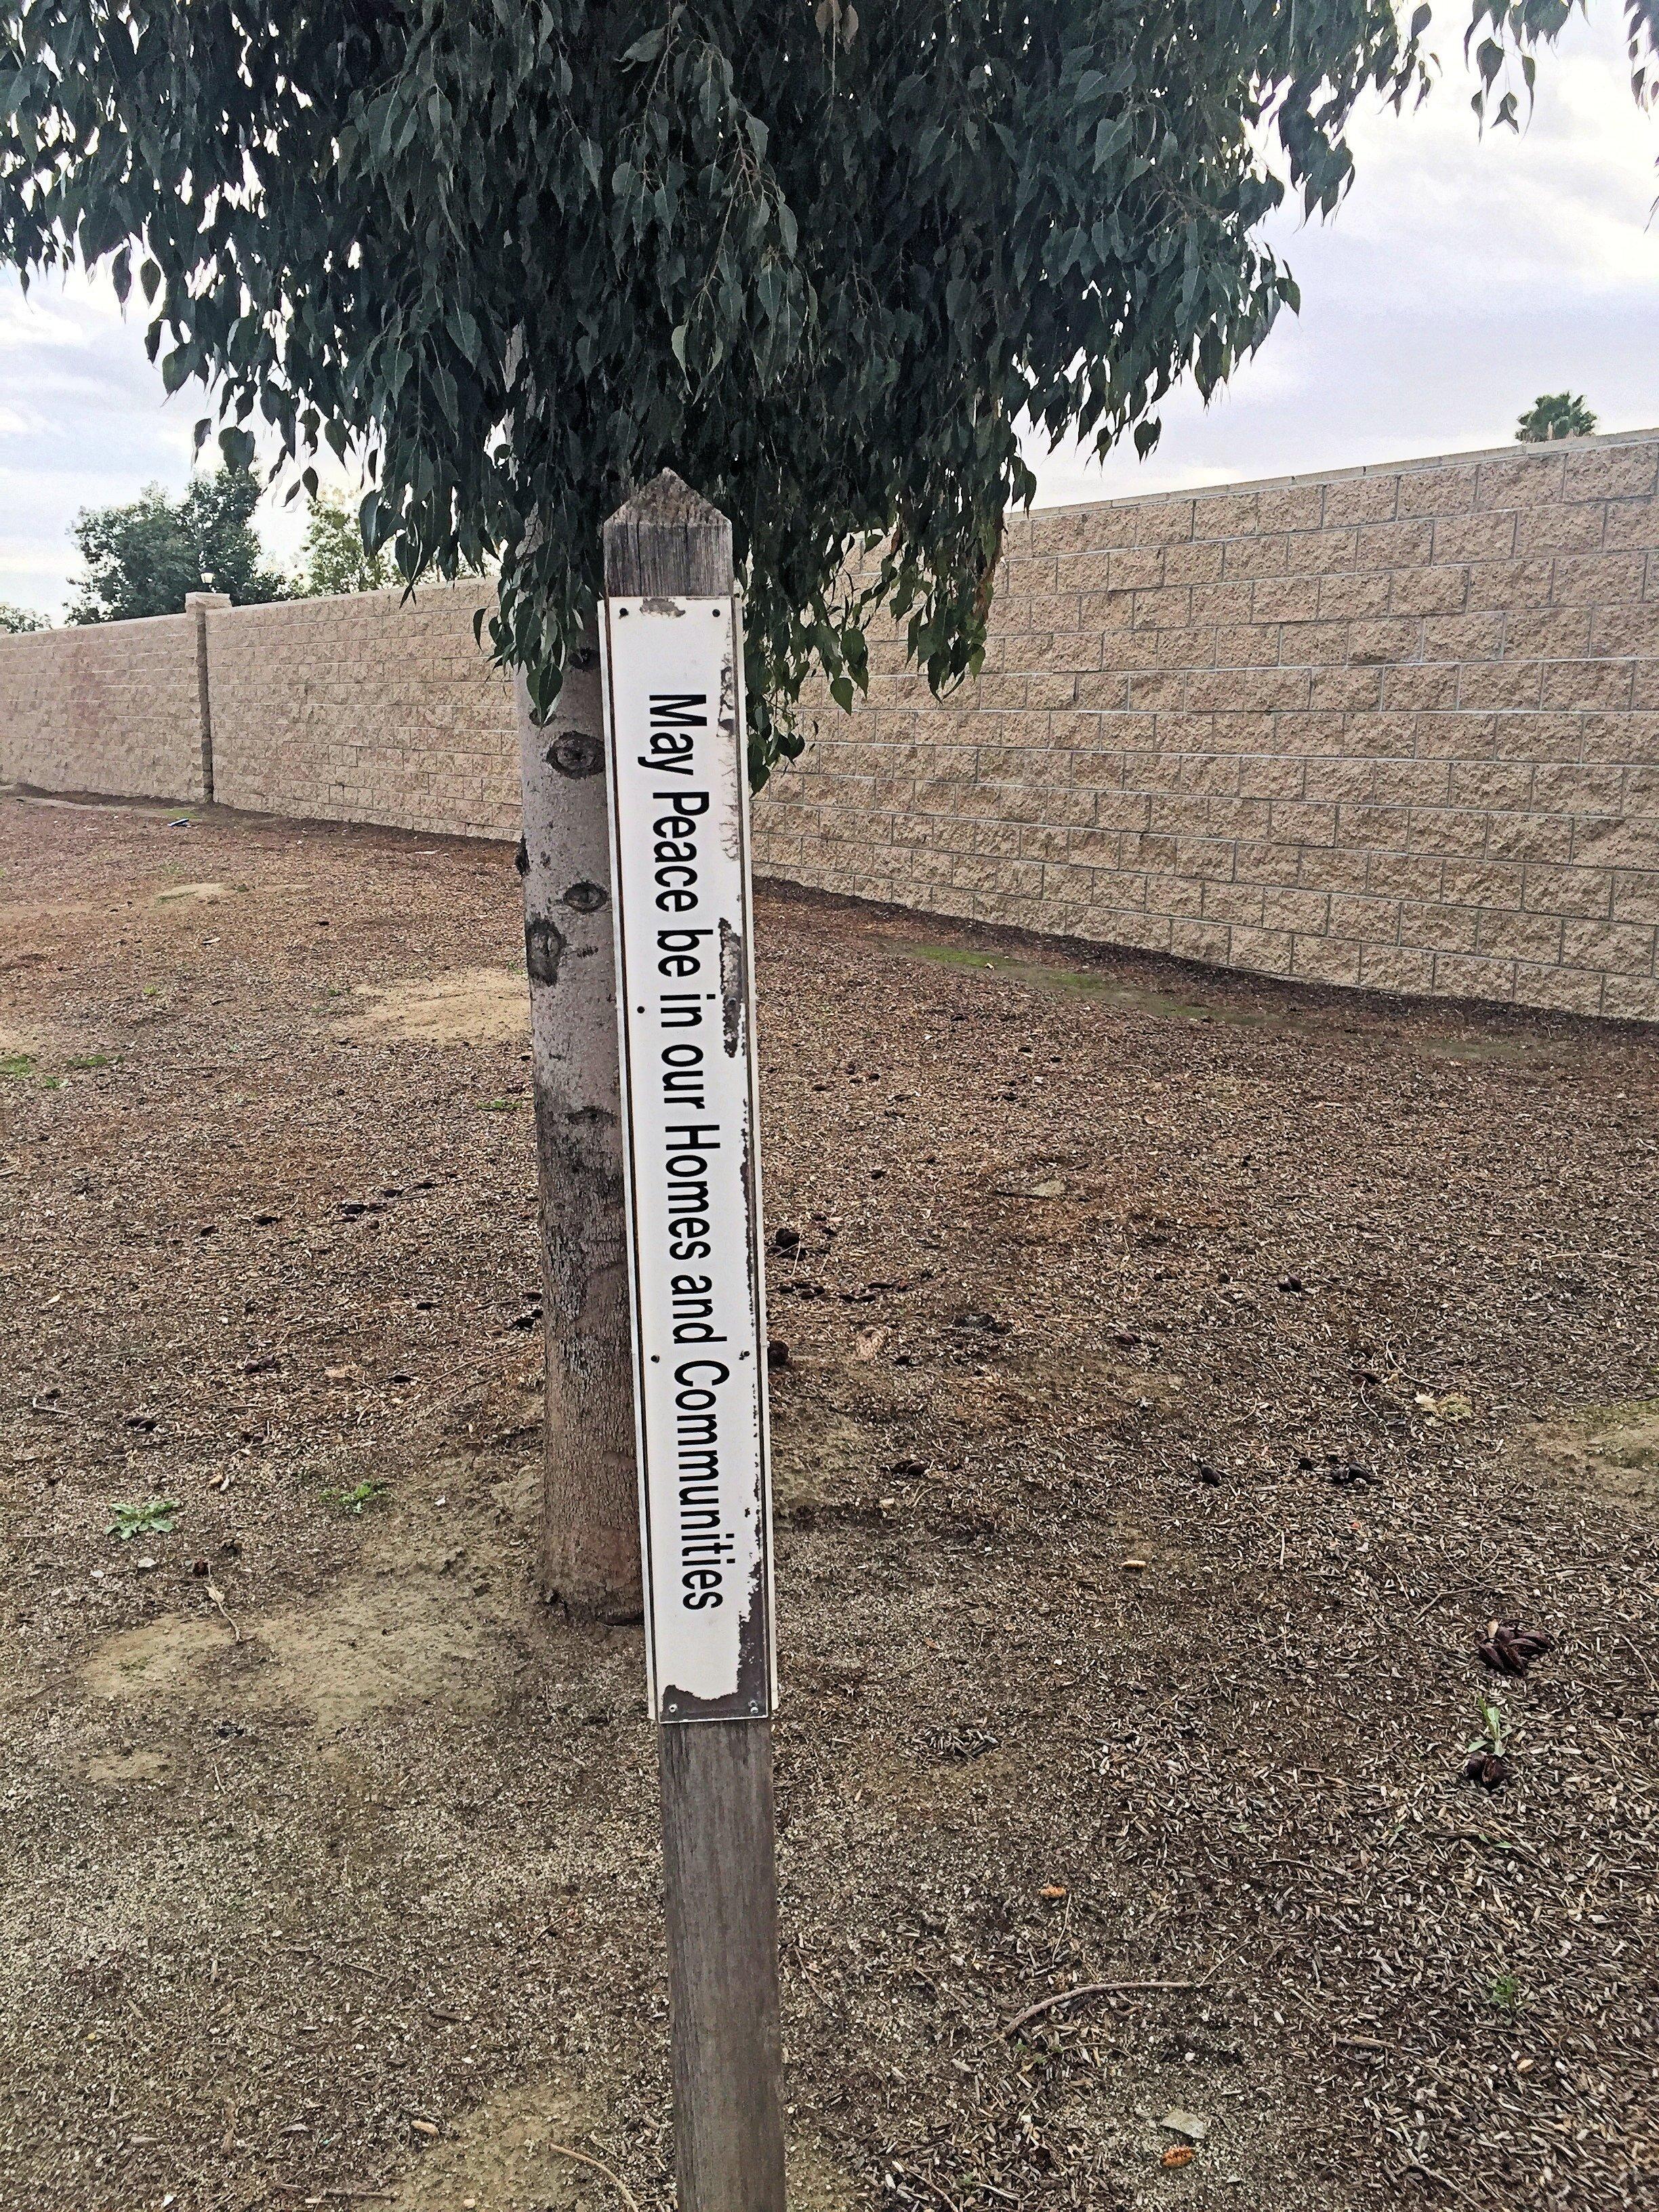 May Peace be in our Homes and Communities